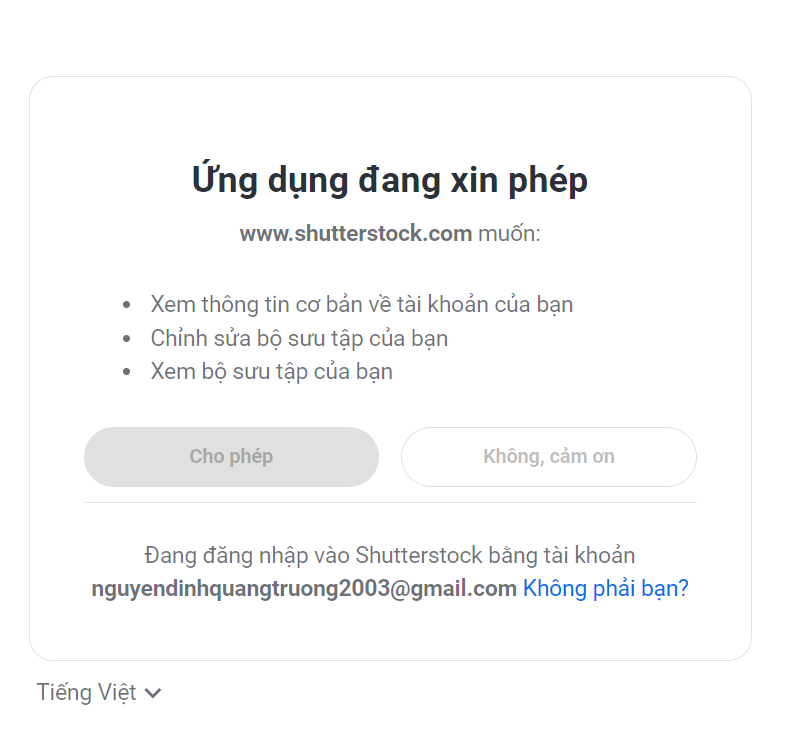 Ứng dụng đang xin phép
www.shutterstock.com muốn:
• Xem thông tin cơ bản về tài khoản của bạn
• Chỉnh sửa bộ sưu tập của bạn
• Xem bộ sưu tập của bạn
Cho phép
Không, cảm ơn
Đang đăng nhập vào Shutterstock bằng tài khoản
nguyendinhquangtruong2003@gmail.com Không phải bạn?
Tiếng Việt